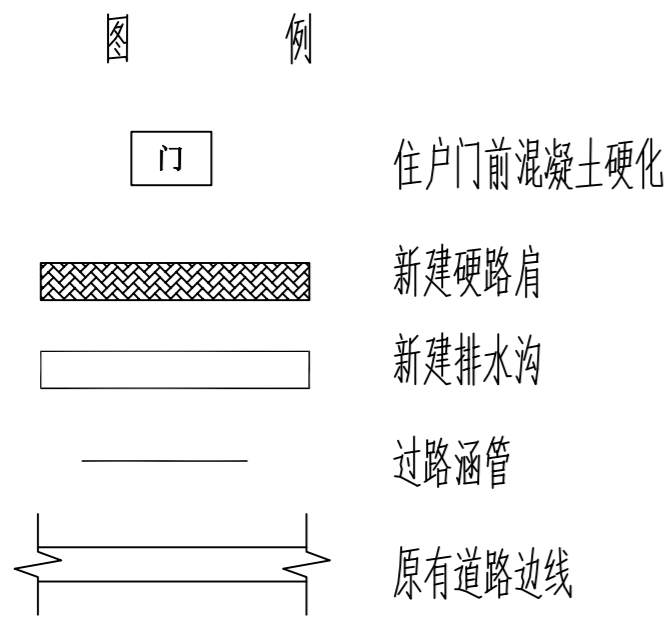 图 例
门 住户门前混凝土硬化
新建硬路肩
新建排水沟
过路涵管
原有道路边线